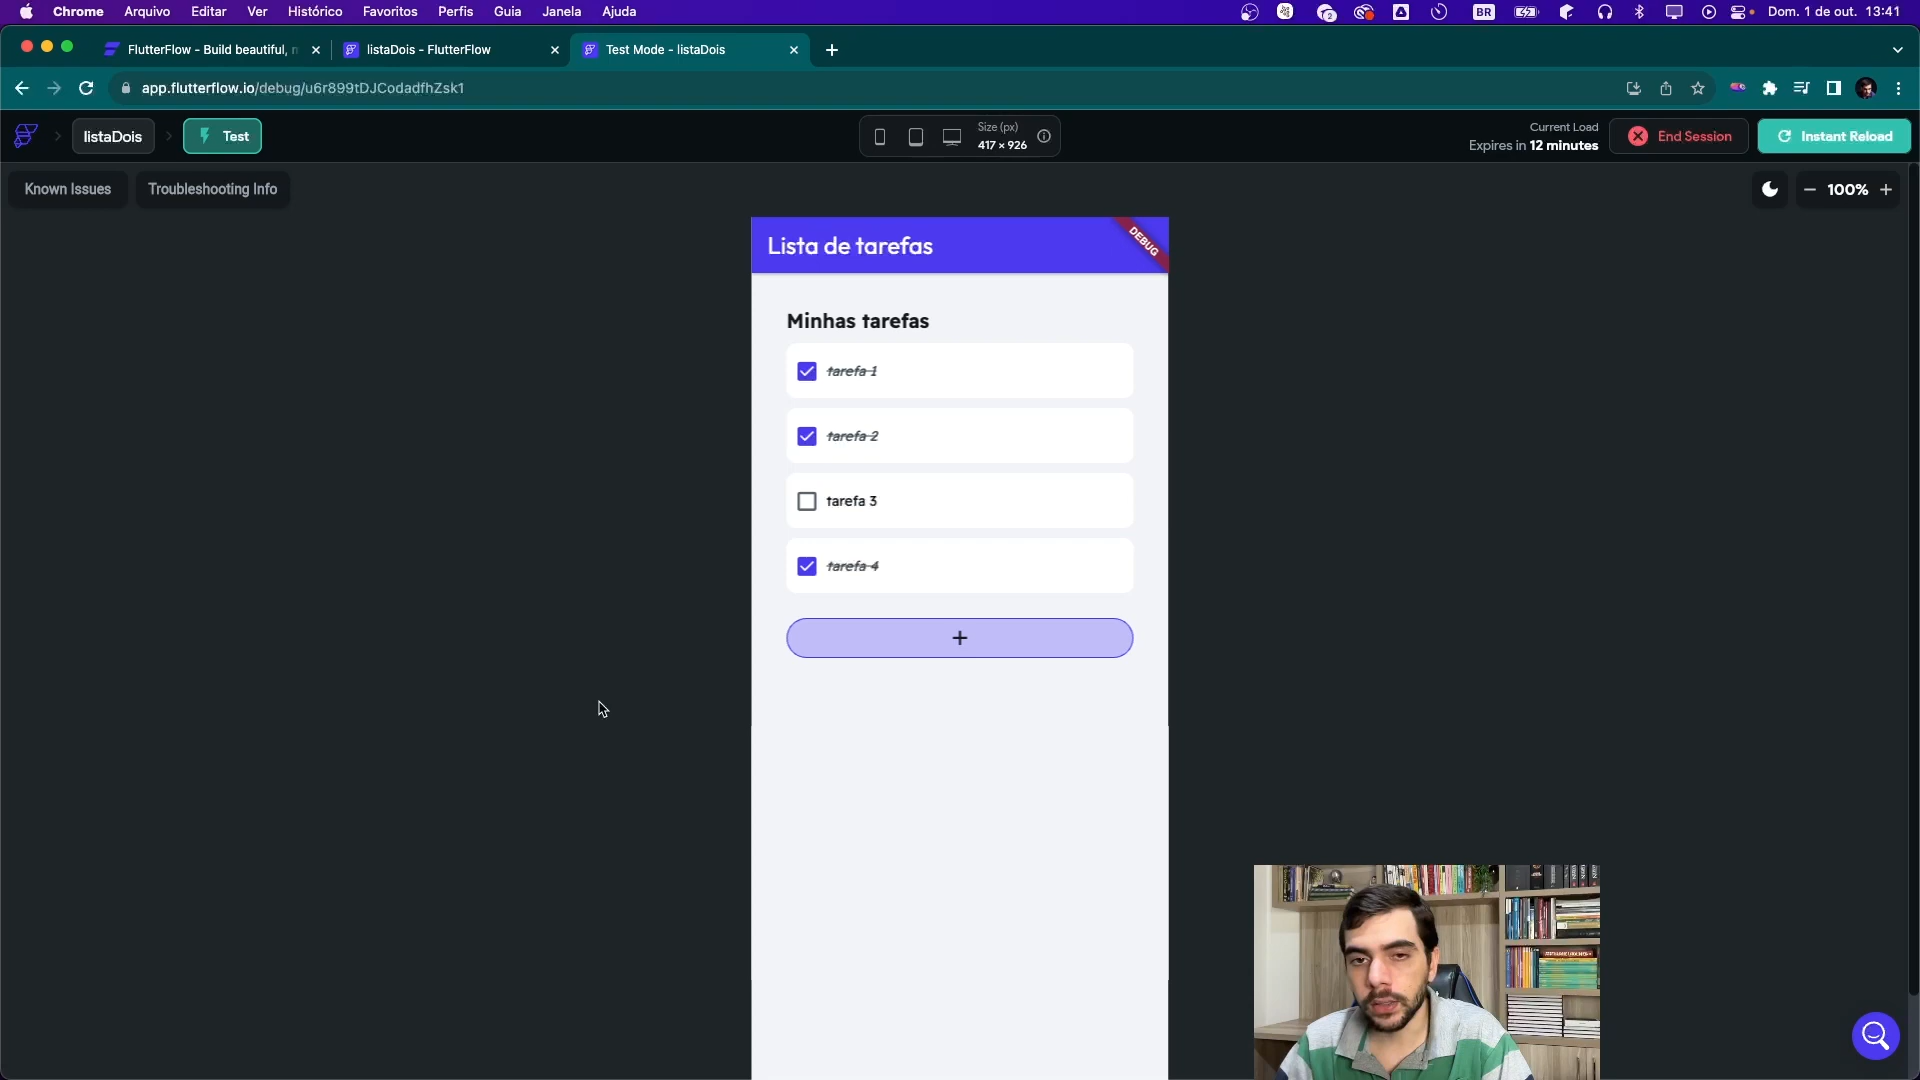 Chrome Arquivo Editar Ver Histórico Favoritos Perfis Guia Janela Ajuda
2 BR Dom. 1 de out. 13:41
FlutterFlow - Build beautiful, listaDois - FlutterFlow Test Mode - listaDois
app.flutterflow.io/debug/u6r899tDJCodadfhZsk1
listaDois Test
Size (px)
417 × 926
Current Load
Expires in 12 minutes
End Session
Instant Reload
Known Issues Troubleshooting Info
100%
Lista de tarefas
DEBUG
Minhas tarefas
tarefa 1
tarefa 2
tarefa 3
tarefa 4